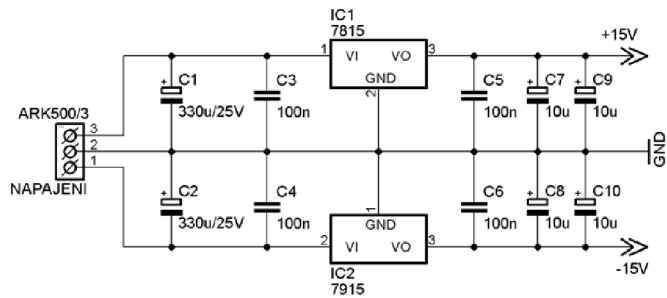 IC1
7815
+15V
1 VI VO 3
GND
2
+ C1
330u/25V
C3
100n
C5
100n
+ C7
10u
+ C9
10u
ARK500/3
3
2
1
NAPAJENI
GND
+ C2
330u/25V
C4
100n
C6
100n
+ C8
10u
+ C10
10u
1
GND
2 VI VO 3
IC2
7915
-15V